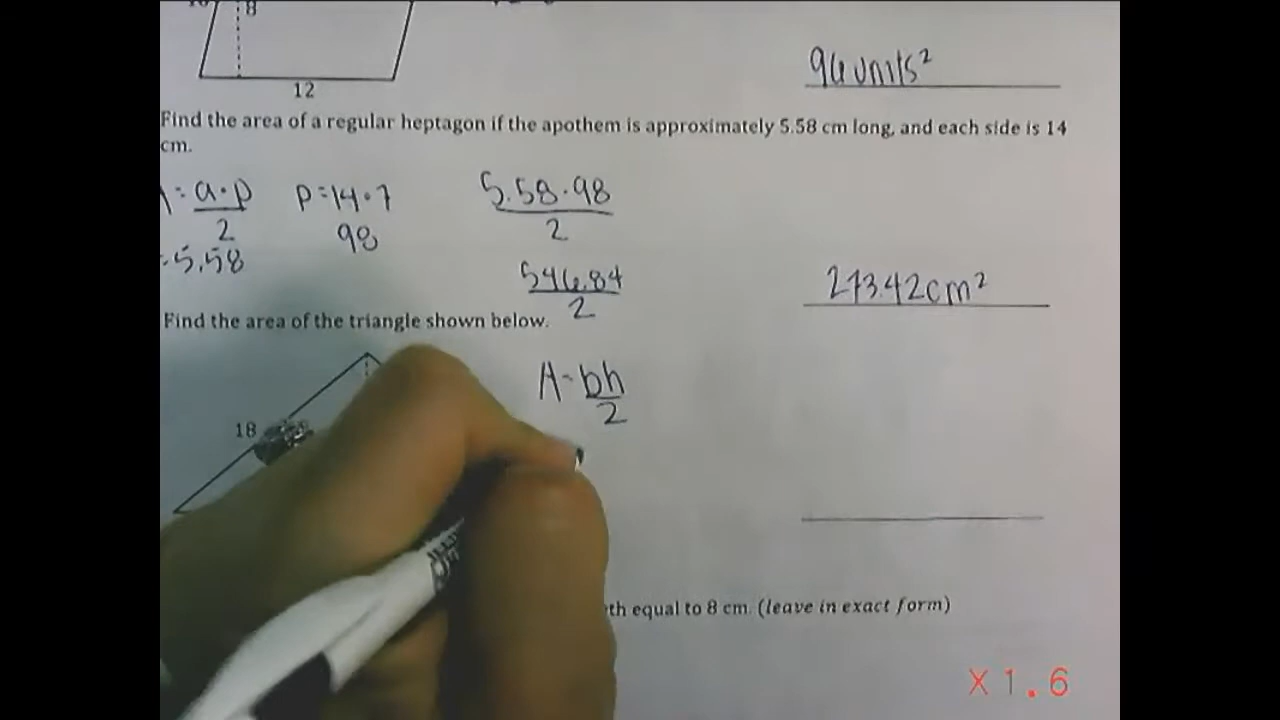 8
12
96 units²
Find the area of a regular heptagon if the apothem is approximately 5.58 cm long, and each side is 14
cm.
= a·p / 2
p = 14·7
98
= 5.58
5.58·98 / 2
546.84 / 2
273.42 cm²
Find the area of the triangle shown below.
A = bh / 2
18
equal to 8 cm. (leave in exact form)
X1.6